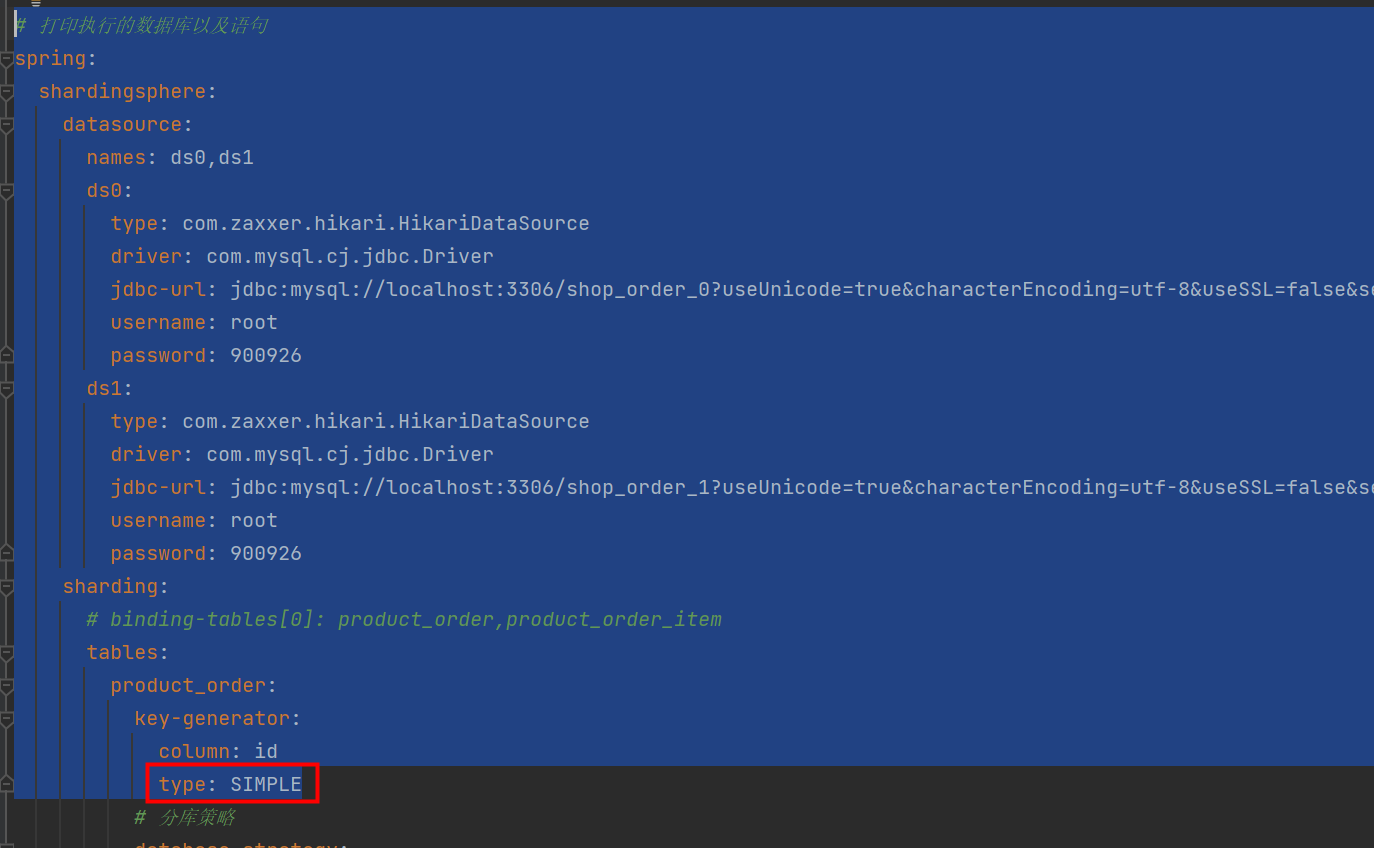 # 打印执行的数据库以及语句
spring:
shardingsphere:
datasource:
names: ds0,ds1
ds0:
type: com.zaxxer.hikari.HikariDataSource
driver: com.mysql.cj.jdbc.Driver
jdbc-url: jdbc:mysql://localhost:3306/shop_order_0?useUnicode=true&characterEncoding=utf-8&useSSL=false&se
username: root
password: 900926
ds1:
type: com.zaxxer.hikari.HikariDataSource
driver: com.mysql.cj.jdbc.Driver
jdbc-url: jdbc:mysql://localhost:3306/shop_order_1?useUnicode=true&characterEncoding=utf-8&useSSL=false&se
username: root
password: 900926
sharding:
# binding-tables[0]: product_order,product_order_item
tables:
product_order:
key-generator:
column: id
type: SIMPLE
# 分库策略
database-strategy: